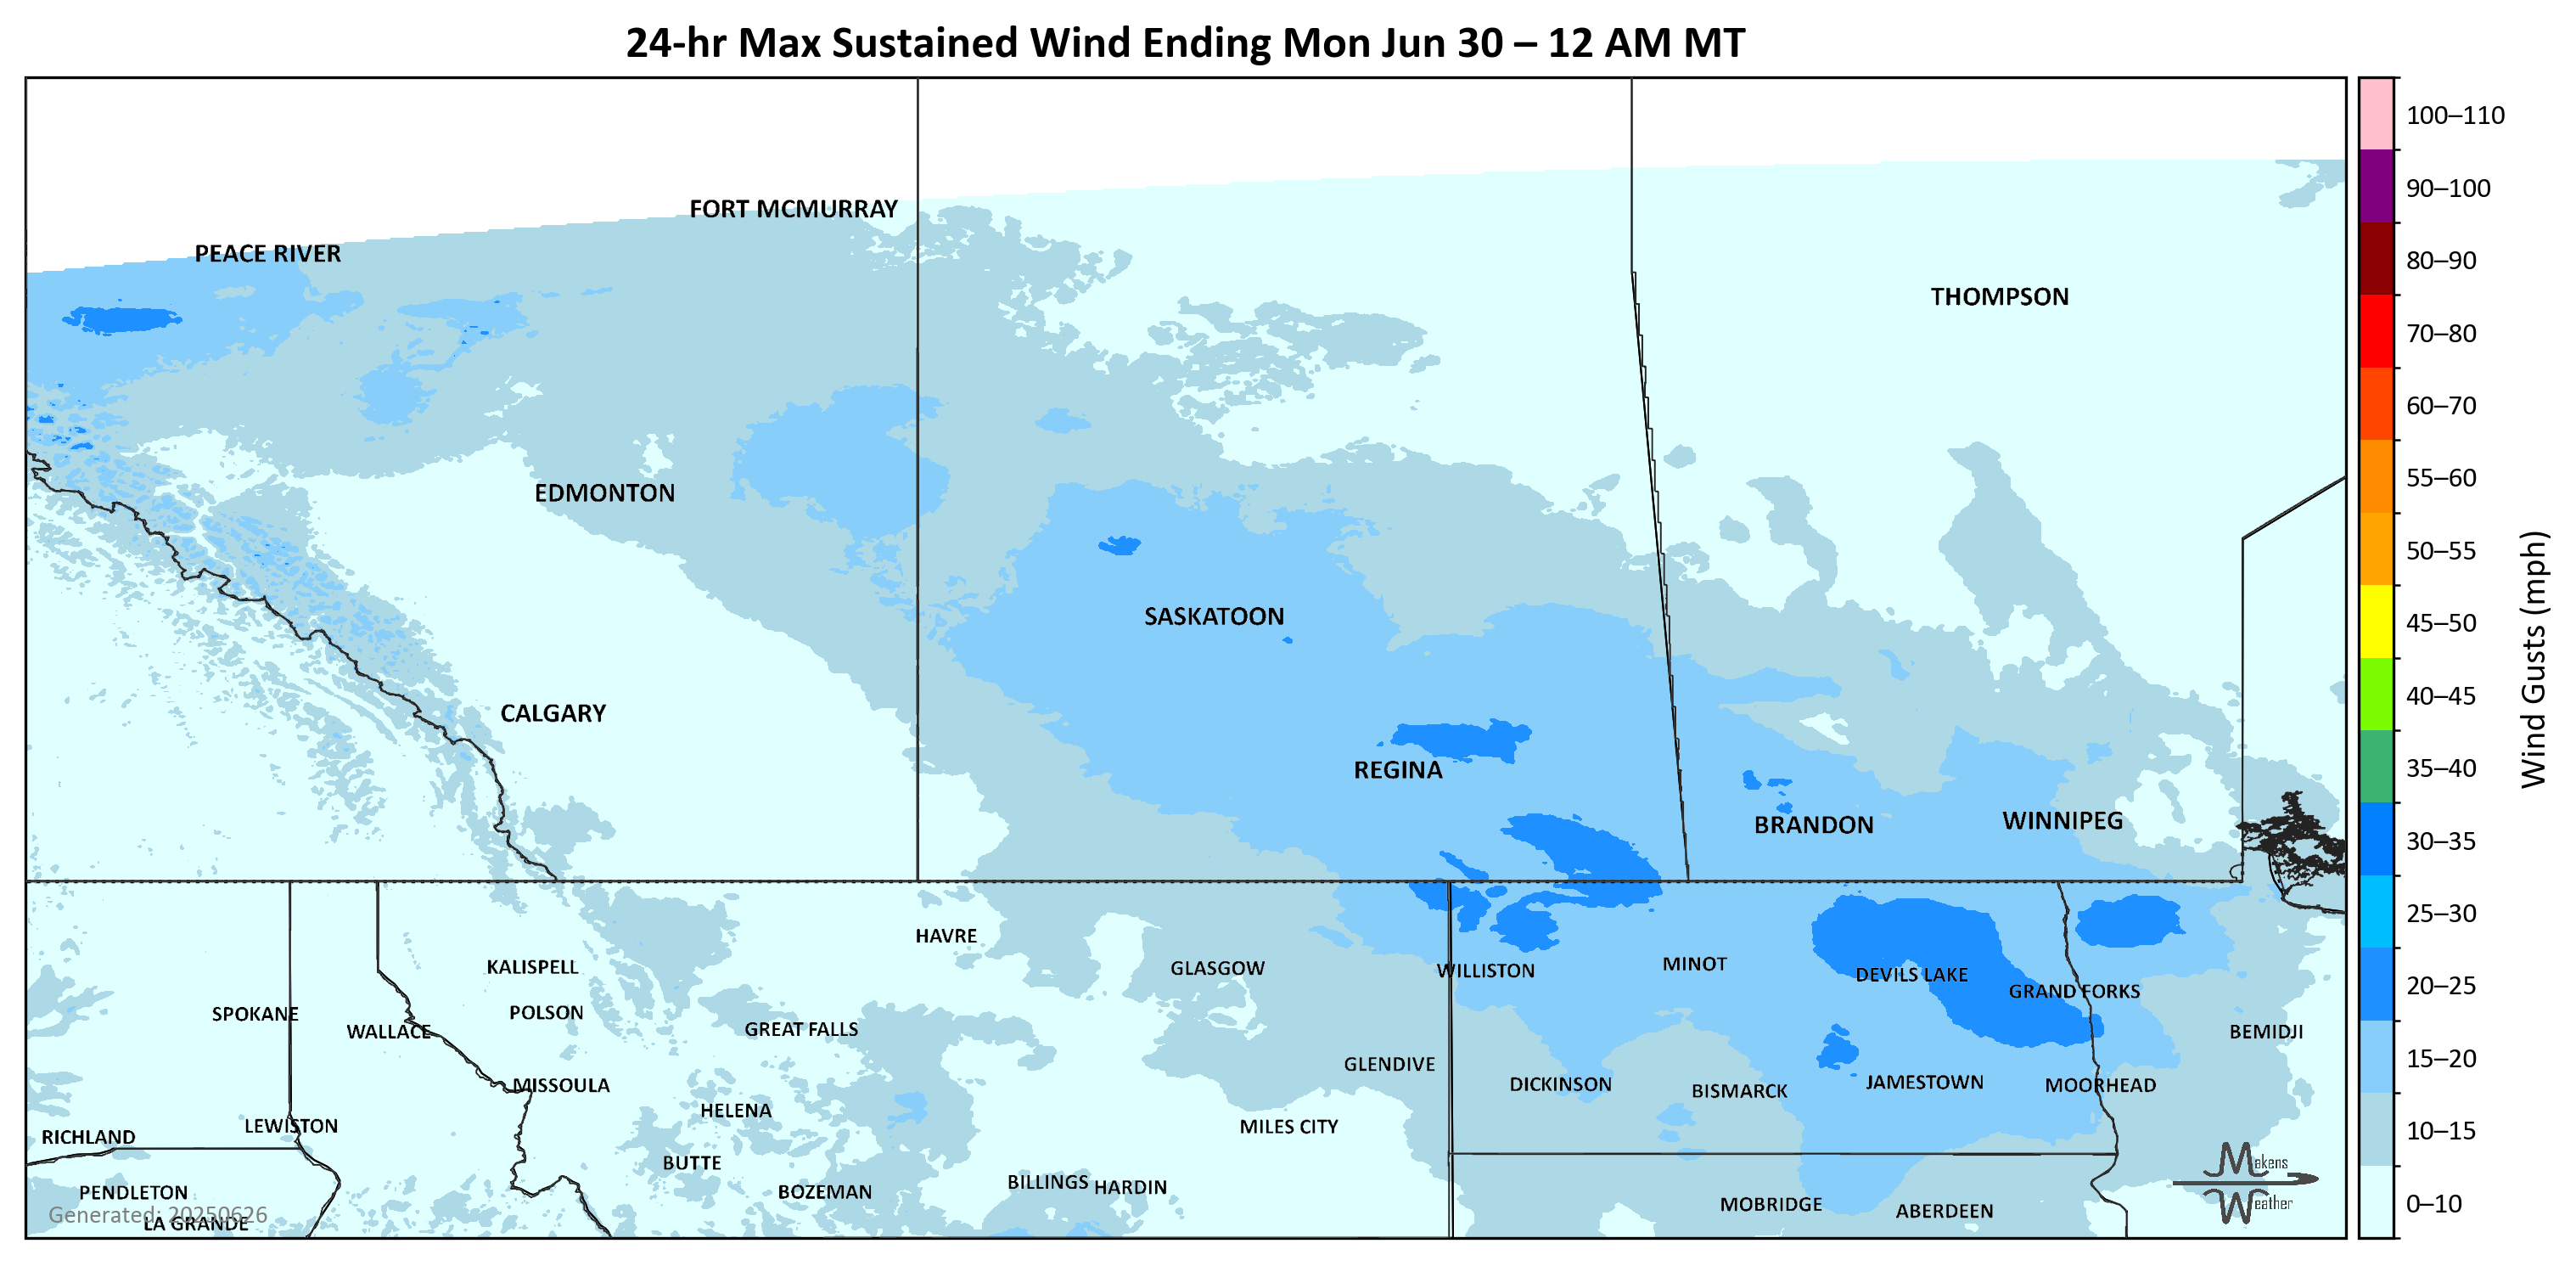 24-hr Max Sustained Wind Ending Mon Jun 30 – 12 AM MT
100–110
90–100
80–90
70–80
60–70
55–60
50–55
45–50
40–45
35–40
30–35
25–30
20–25
15–20
10–15
0–10
Wind Gusts (mph)
FORT MCMURRAY
PEACE RIVER
THOMPSON
EDMONTON
SASKATOON
CALGARY
REGINA
BRANDON
WINNIPEG
HAVRE
KALISPELL
GLASGOW
WILLISTON
MINOT
DEVILS LAKE
GRAND FORKS
SPOKANE
POLSON
WALLACE
GREAT FALLS
BEMIDJI
GLENDIVE
MISSOULA
DICKINSON
BISMARCK
JAMESTOWN
MOORHEAD
HELENA
LEWISTON
MILES CITY
RICHLAND
BUTTE
PENDLETON
BOZEMAN
BILLINGS
HARDIN
MOBRIDGE
ABERDEEN
Generated: 20250626
LA GRANDE
Makens
Weather